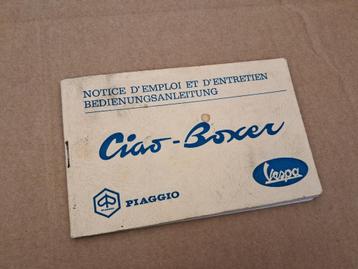 NOTICE D'EMPLOI ET D'ENTRETIEN
BEDIENUNGSANLEITUNG
Ciao-Boxer
PIAGGIO
Vespa